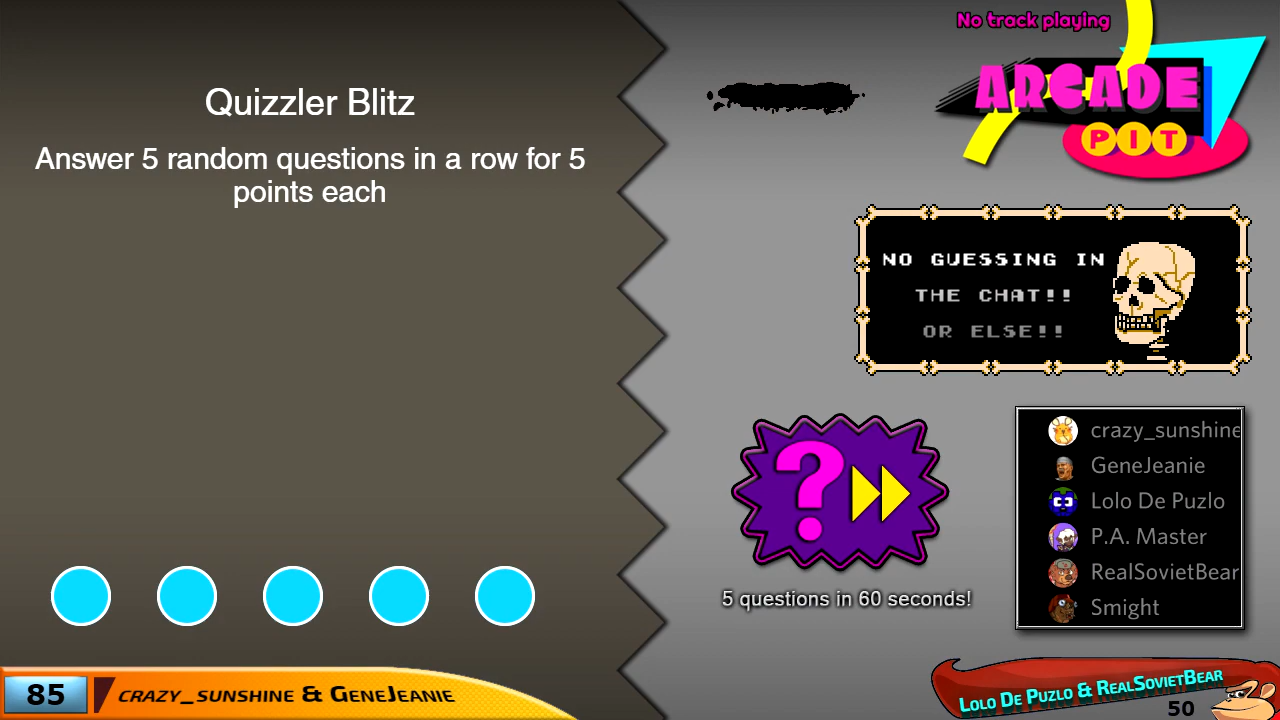 No track playing
ARCADE
PIT
Quizzler Blitz
Answer 5 random questions in a row for 5
points each
NO GUESSING IN
THE CHAT!!
OR ELSE!!
?
5 questions in 60 seconds!
crazy_sunshine
GeneJeanie
Lolo De Puzlo
P.A. Master
RealSovietBear
Smight
85
CRAZY_SUNSHINE & GENEJEANIE
LOLO DE PUZLO & REALSOVIETBEAR
50